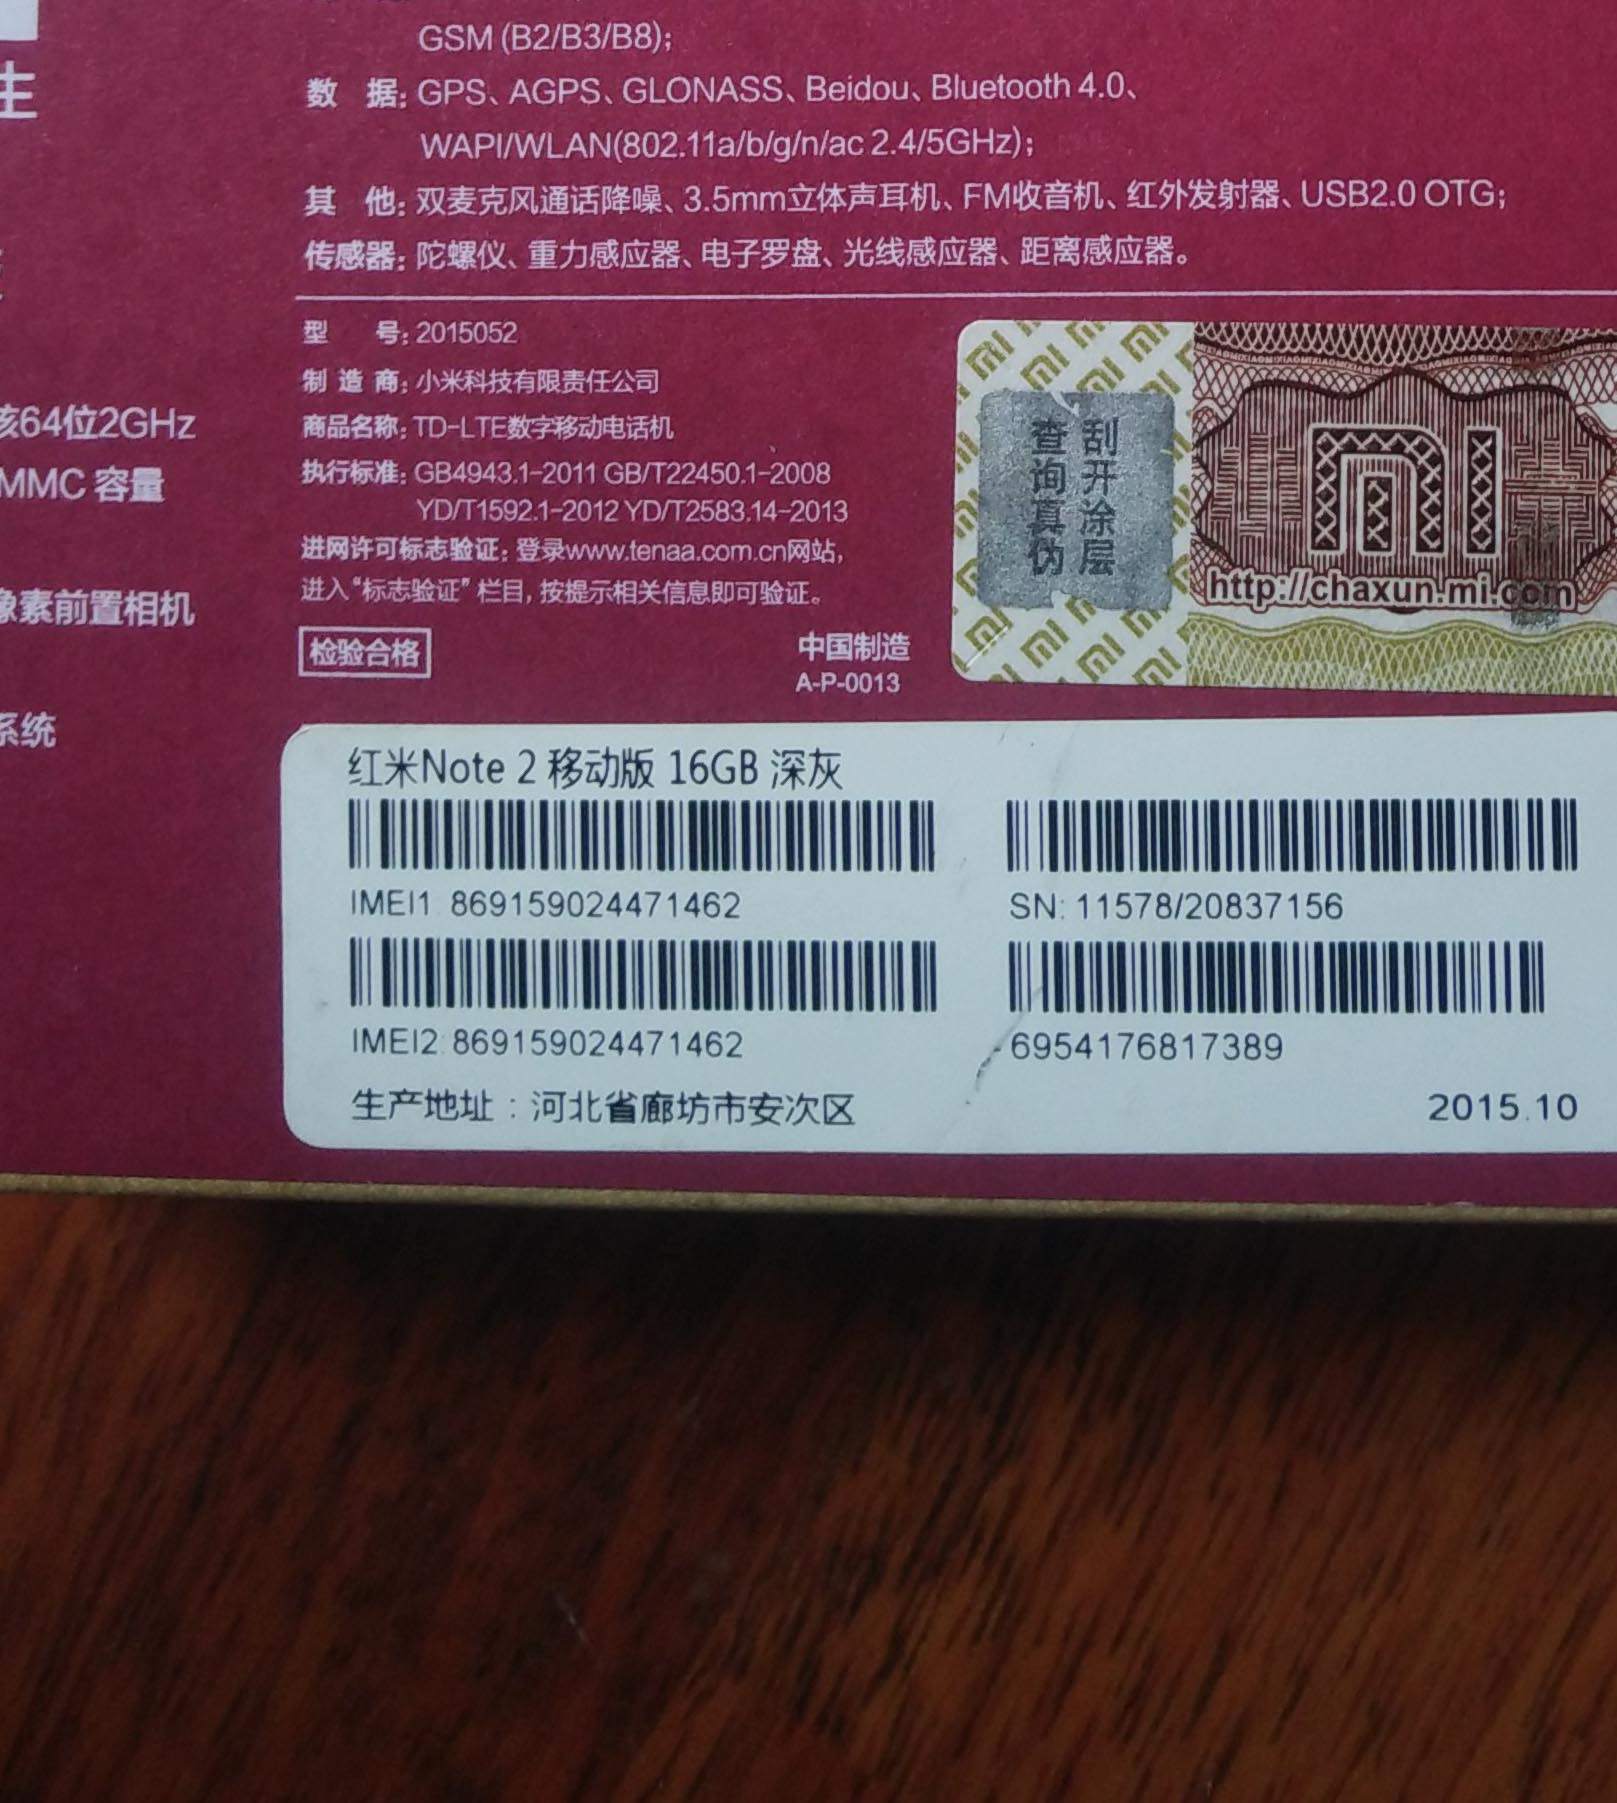 GSM (B2/B3/B8);
数 据: GPS、AGPS、GLONASS、Beidou、Bluetooth 4.0、
WAPI/WLAN(802.11a/b/g/n/ac 2.4/5GHz);
其 他: 双麦克风通话降噪、3.5mm立体声耳机、FM收音机、红外发射器、USB2.0 OTG;
传感器: 陀螺仪、重力感应器、电子罗盘、光线感应器、距离感应器。
生
核64位2GHz
MMC 容量
像素前置相机
系统
型 号: 2015052
制 造 商: 小米科技有限责任公司
商品名称: TD-LTE数字移动电话机
执行标准: GB4943.1-2011 GB/T22450.1-2008
YD/T1592.1-2012 YD/T2583.14-2013
进网许可标志验证: 登录www.tenaa.com.cn网站,
进入“标志验证”栏目, 按提示相关信息即可验证。
检验合格
中国制造
A-P-0013
刮开涂层
查询真伪
http://chaxun.mi.com
红米Note 2 移动版 16GB 深灰
IMEI1: 869159024471462
SN: 11578/20837156
IMEI2: 869159024471462
6954176817389
生产地址:河北省廊坊市安次区
2015.10